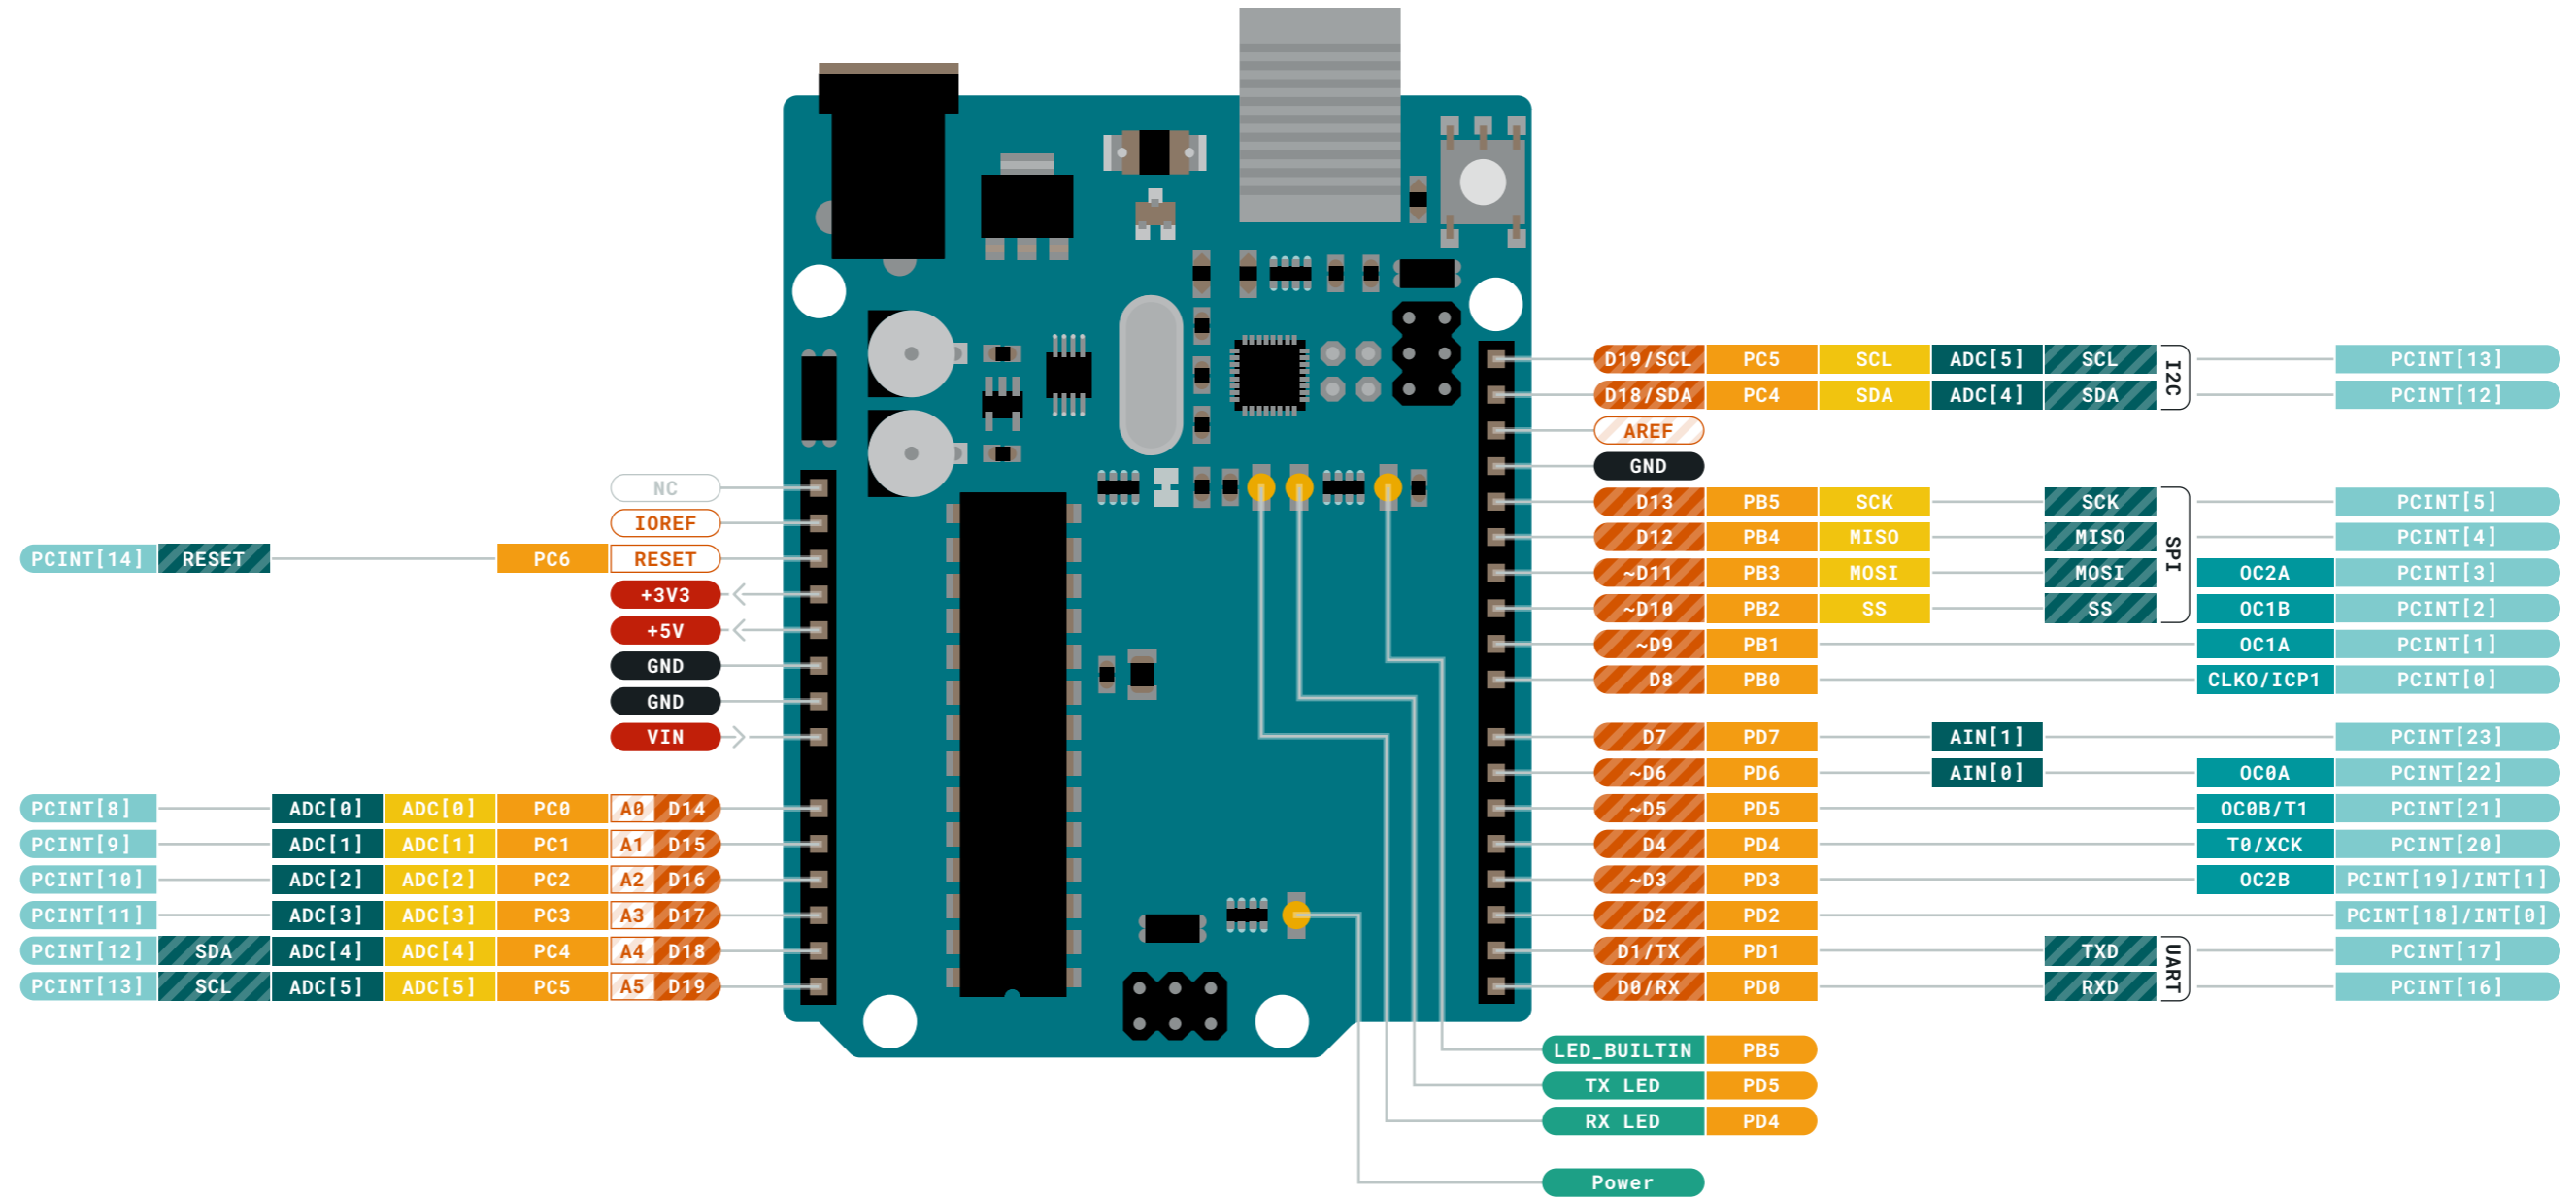 D19/SCL PC5 SCL ADC[5] SCL PCINT[13]
D18/SDA PC4 SDA ADC[4] SDA PCINT[12]
I2C
AREF
GND
NC
D13 PB5 SCK SCK PCINT[5]
IOREF
D12 PB4 MISO MISO PCINT[4]
PCINT[14] RESET PC6 RESET
~D11 PB3 MOSI MOSI OC2A PCINT[3]
SPI
+3V3
~D10 PB2 SS SS OC1B PCINT[2]
+5V
~D9 PB1 OC1A PCINT[1]
GND
D8 PB0 CLKO/ICP1 PCINT[0]
GND
VIN
D7 PD7 AIN[1] PCINT[23]
~D6 PD6 AIN[0] OC0A PCINT[22]
PCINT[8] ADC[0] ADC[0] PC0 A0 D14
~D5 PD5 OC0B/T1 PCINT[21]
PCINT[9] ADC[1] ADC[1] PC1 A1 D15
D4 PD4 T0/XCK PCINT[20]
PCINT[10] ADC[2] ADC[2] PC2 A2 D16
~D3 PD3 OC2B PCINT[19]/INT[1]
PCINT[11] ADC[3] ADC[3] PC3 A3 D17
D2 PD2 PCINT[18]/INT[0]
PCINT[12] SDA ADC[4] ADC[4] PC4 A4 D18
D1/TX PD1 TXD PCINT[17]
UART
PCINT[13] SCL ADC[5] ADC[5] PC5 A5 D19
D0/RX PD0 RXD PCINT[16]
LED_BUILTIN PB5
TX LED PD5
RX LED PD4
Power